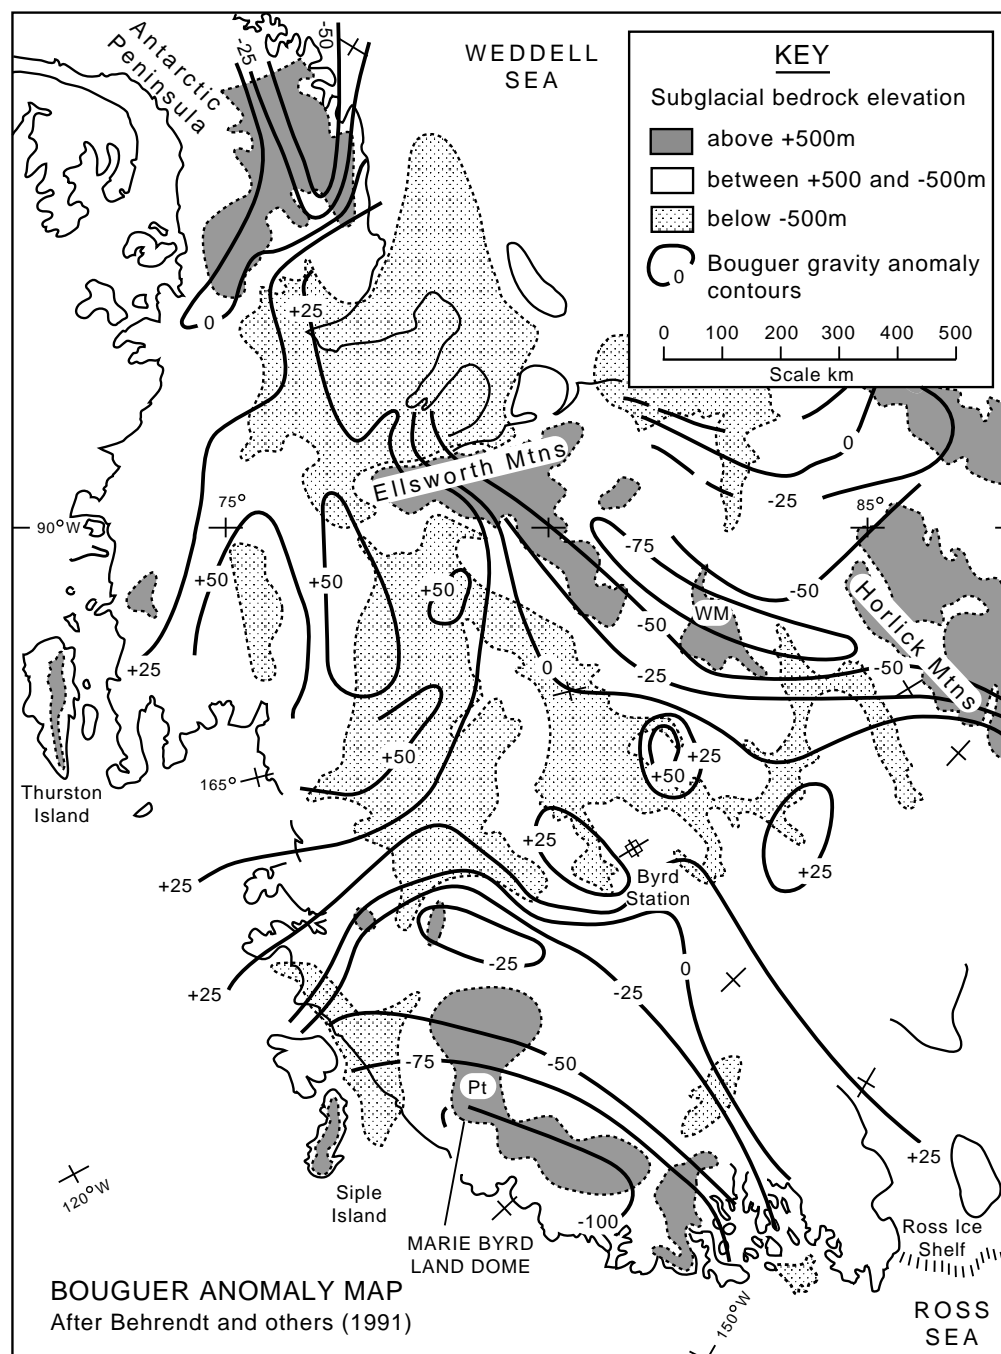 Antarctic
Peninsula
-25
-50
WEDDELL
SEA
KEY
Subglacial bedrock elevation
above +500m
between +500 and -500m
below -500m
0
Bouguer gravity anomaly
contours
0 100 200 300 400 500
Scale km
0
+25
0
-25
Ellsworth Mtns
75°
85°
90°W
-75
+50
+50
+50
-50
WM
-50
Horlick Mtns
+25
0
-25
-50
+50
+25
+50
165°
Thurston
Island
+25
+25
+25
Byrd
Station
-25
0
-25
+25
-50
-75
Pt
+25
120°W
Siple
Island
-100
MARIE BYRD
LAND DOME
Ross Ice
Shelf
BOUGUER ANOMALY MAP
After Behrendt and others (1991)
150°W
ROSS
SEA